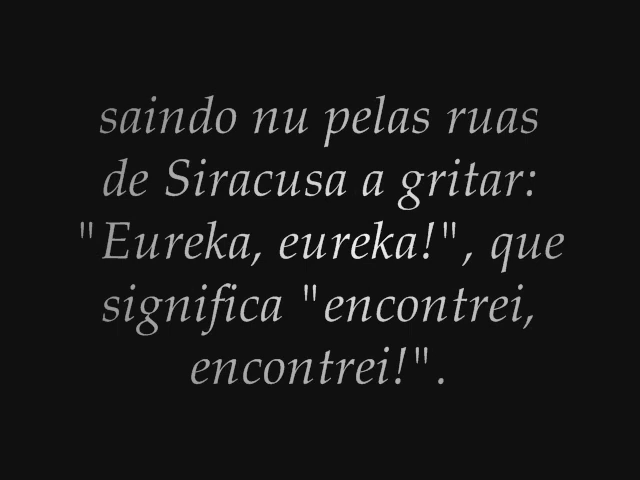 saindo nu pelas ruas
de Siracusa a gritar:
"Eureka, eureka!", que
significa "encontrei,
encontrei!".